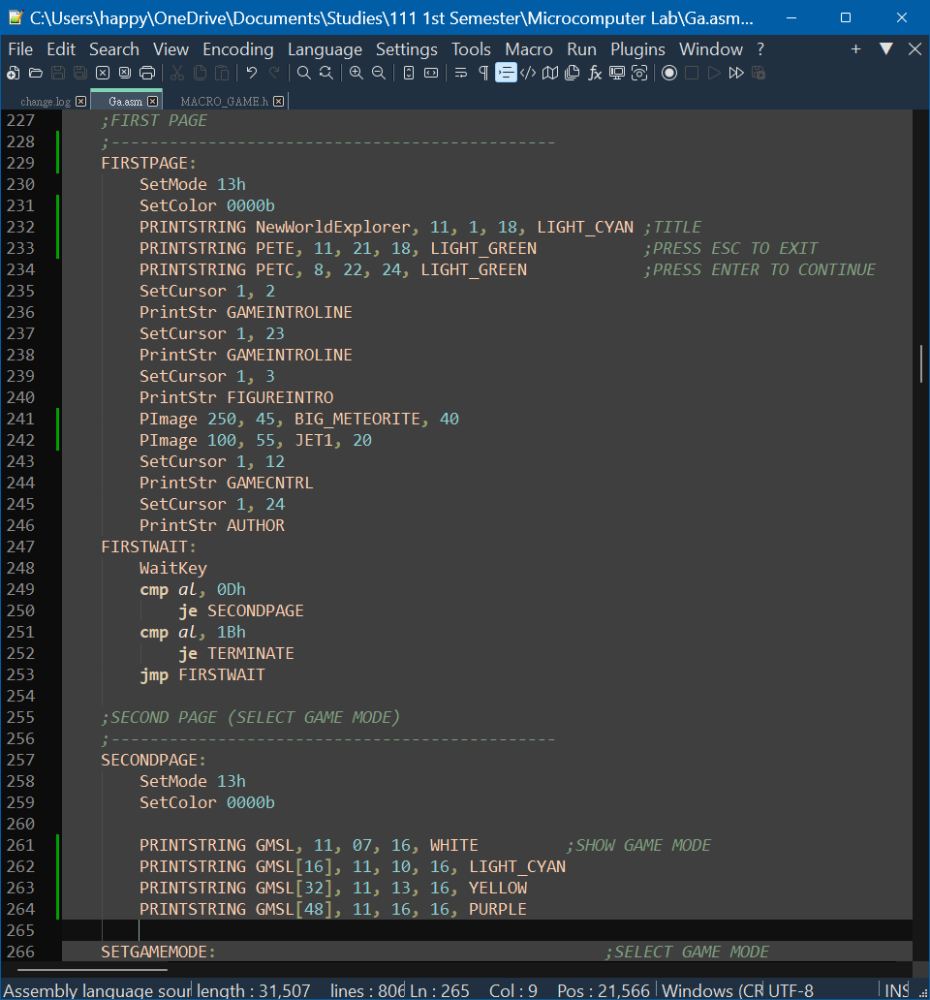 C:\Users\happy\OneDrive\Documents\Studies\111 1st Semester\Microcomputer Lab\Ga.asm...
File Edit Search View Encoding Language Settings Tools Macro Run Plugins Window ?
change.log Ga.asm MACRO_GAME.h
227 ;FIRST PAGE
228 ;----------------------------------------------
229 FIRSTPAGE:
230 SetMode 13h
231 SetColor 0000b
232 PRINTSTRING NewWorldExplorer, 11, 1, 18, LIGHT_CYAN ;TITLE
233 PRINTSTRING PETE, 11, 21, 18, LIGHT_GREEN ;PRESS ESC TO EXIT
234 PRINTSTRING PETC, 8, 22, 24, LIGHT_GREEN ;PRESS ENTER TO CONTINUE
235 SetCursor 1, 2
236 PrintStr GAMEINTROLINE
237 SetCursor 1, 23
238 PrintStr GAMEINTROLINE
239 SetCursor 1, 3
240 PrintStr FIGUREINTRO
241 PImage 250, 45, BIG_METEORITE, 40
242 PImage 100, 55, JET1, 20
243 SetCursor 1, 12
244 PrintStr GAMECNTRL
245 SetCursor 1, 24
246 PrintStr AUTHOR
247 FIRSTWAIT:
248 WaitKey
249 cmp al, 0Dh
250 je SECONDPAGE
251 cmp al, 1Bh
252 je TERMINATE
253 jmp FIRSTWAIT
254
255 ;SECOND PAGE (SELECT GAME MODE)
256 ;----------------------------------------------
257 SECONDPAGE:
258 SetMode 13h
259 SetColor 0000b
260
261 PRINTSTRING GMSL, 11, 07, 16, WHITE ;SHOW GAME MODE
262 PRINTSTRING GMSL[16], 11, 10, 16, LIGHT_CYAN
263 PRINTSTRING GMSL[32], 11, 13, 16, YELLOW
264 PRINTSTRING GMSL[48], 11, 16, 16, PURPLE
265
266 SETGAMEMODE: ;SELECT GAME MODE
Assembly language sour length : 31,507 lines : 806 Ln : 265 Col : 9 Pos : 21,566 Windows (CR UTF-8 INS